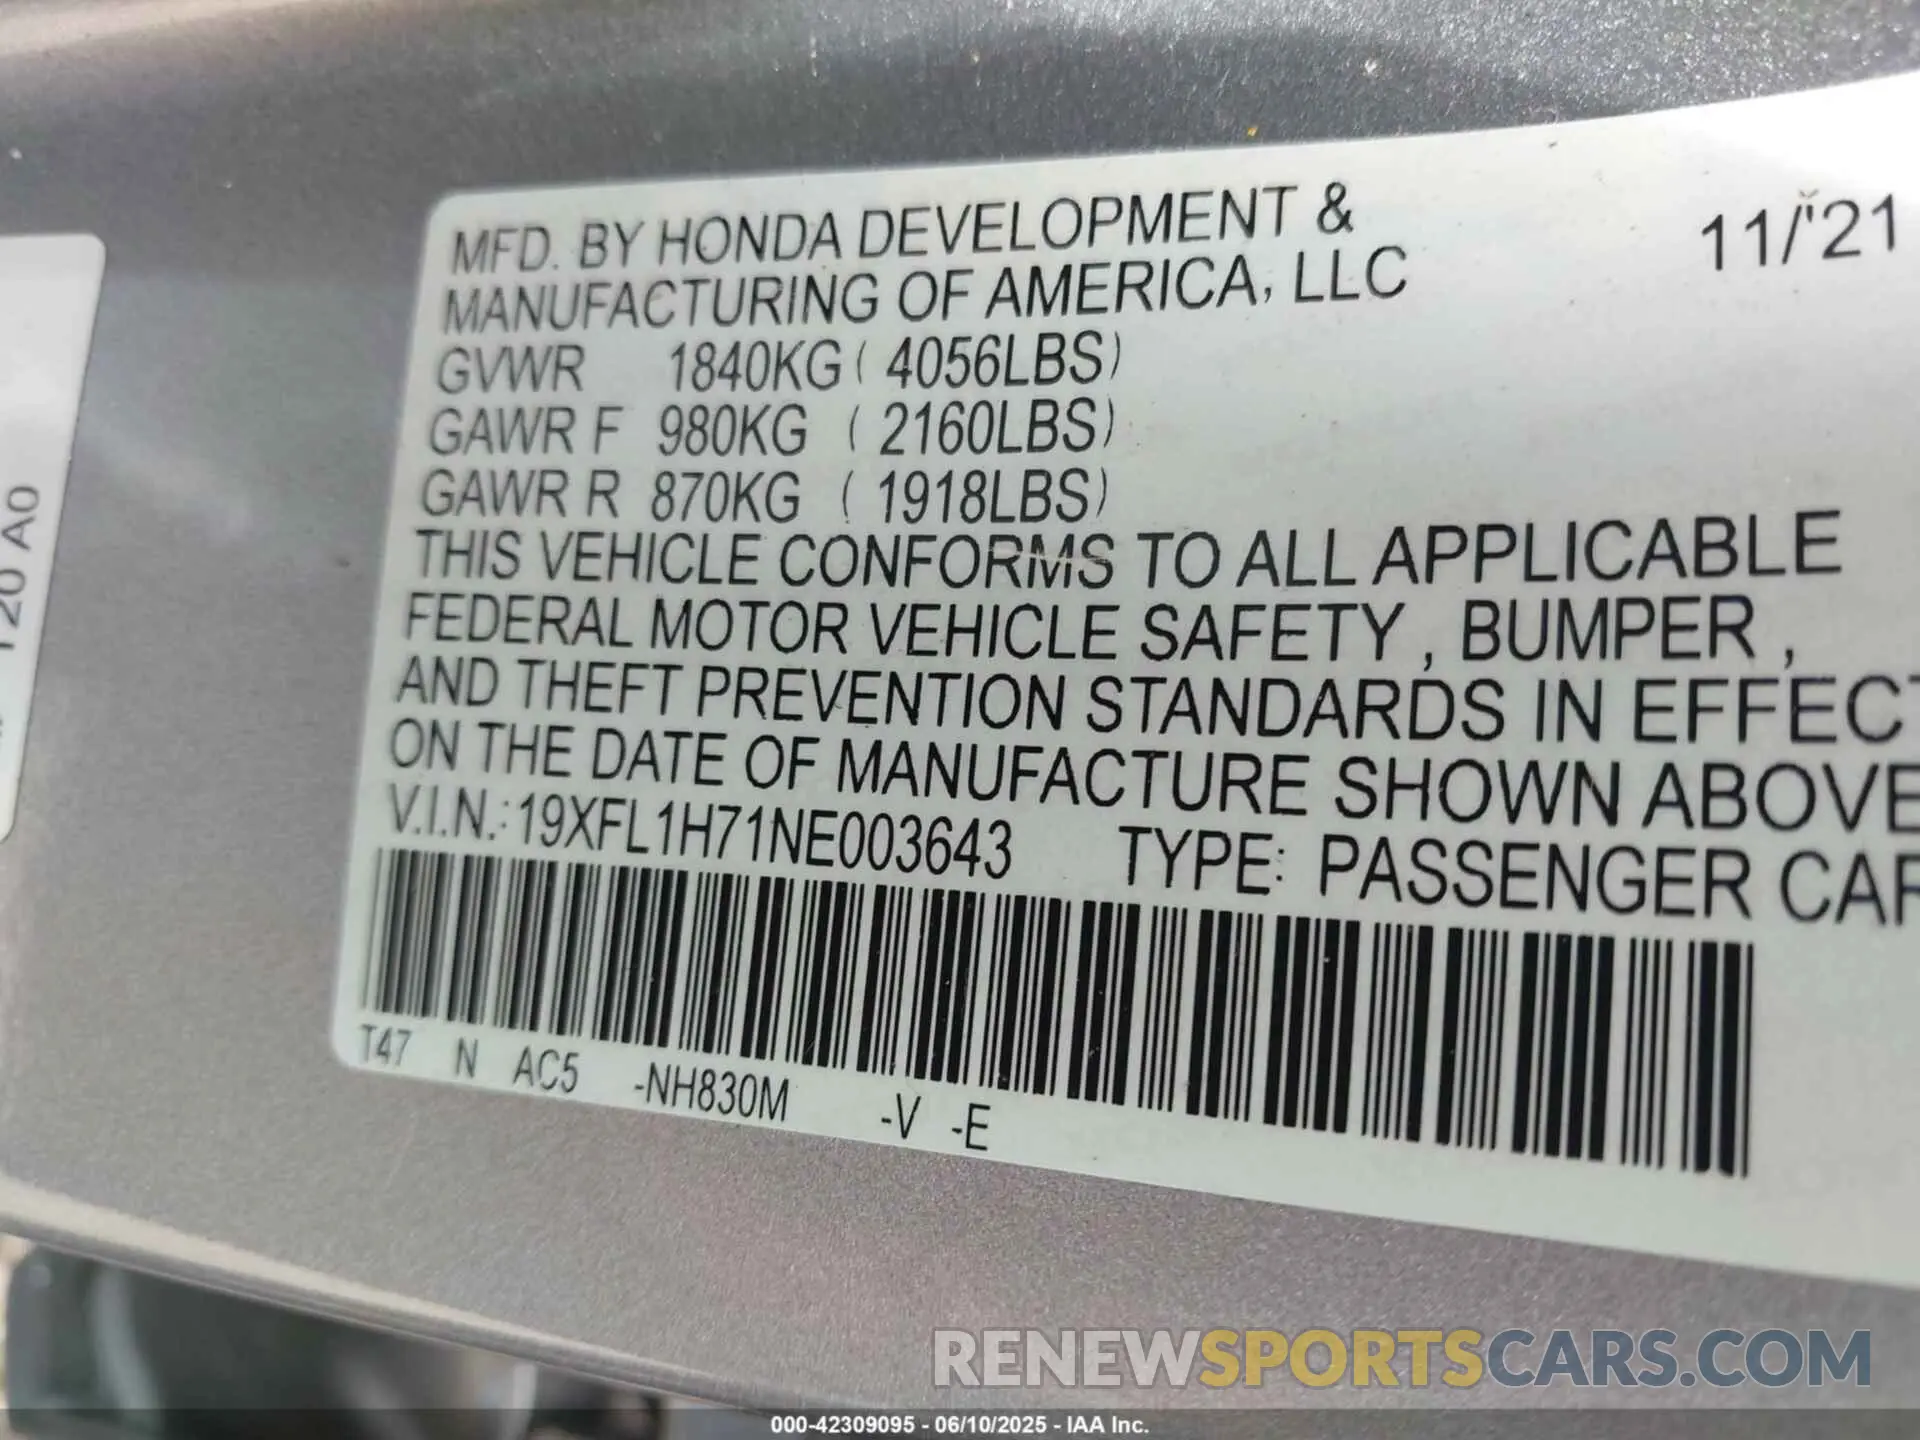 MFD. BY HONDA DEVELOPMENT &
MANUFACTURING OF AMERICA, LLC
11/'21
GVWR 1840KG ( 4056LBS)
GAWR F 980KG ( 2160LBS)
GAWR R 870KG ( 1918LBS)
THIS VEHICLE CONFORMS TO ALL APPLICABLE
FEDERAL MOTOR VEHICLE SAFETY , BUMPER ,
AND THEFT PREVENTION STANDARDS IN EFFECT
ON THE DATE OF MANUFACTURE SHOWN ABOVE
V.I.N.: 19XFL1H71NE003643 TYPE: PASSENGER CAR
T47 N AC5 -NH830M -V -E
T20 A0
RENEWSPORTSCARS.COM
000-42309095 - 06/10/2025 - IAA Inc.